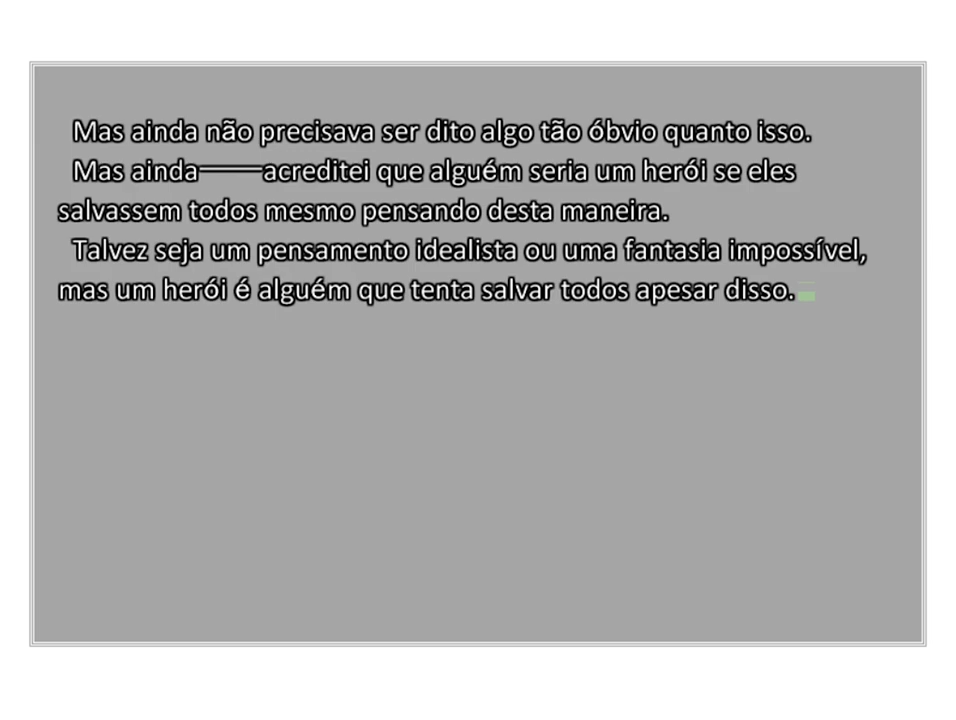 Mas ainda não precisava ser dito algo tão óbvio quanto isso.
Mas ainda——acreditei que alguém seria um herói se eles
salvassem todos mesmo pensando desta maneira.
Talvez seja um pensamento idealista ou uma fantasia impossível,
mas um herói é alguém que tenta salvar todos apesar disso.